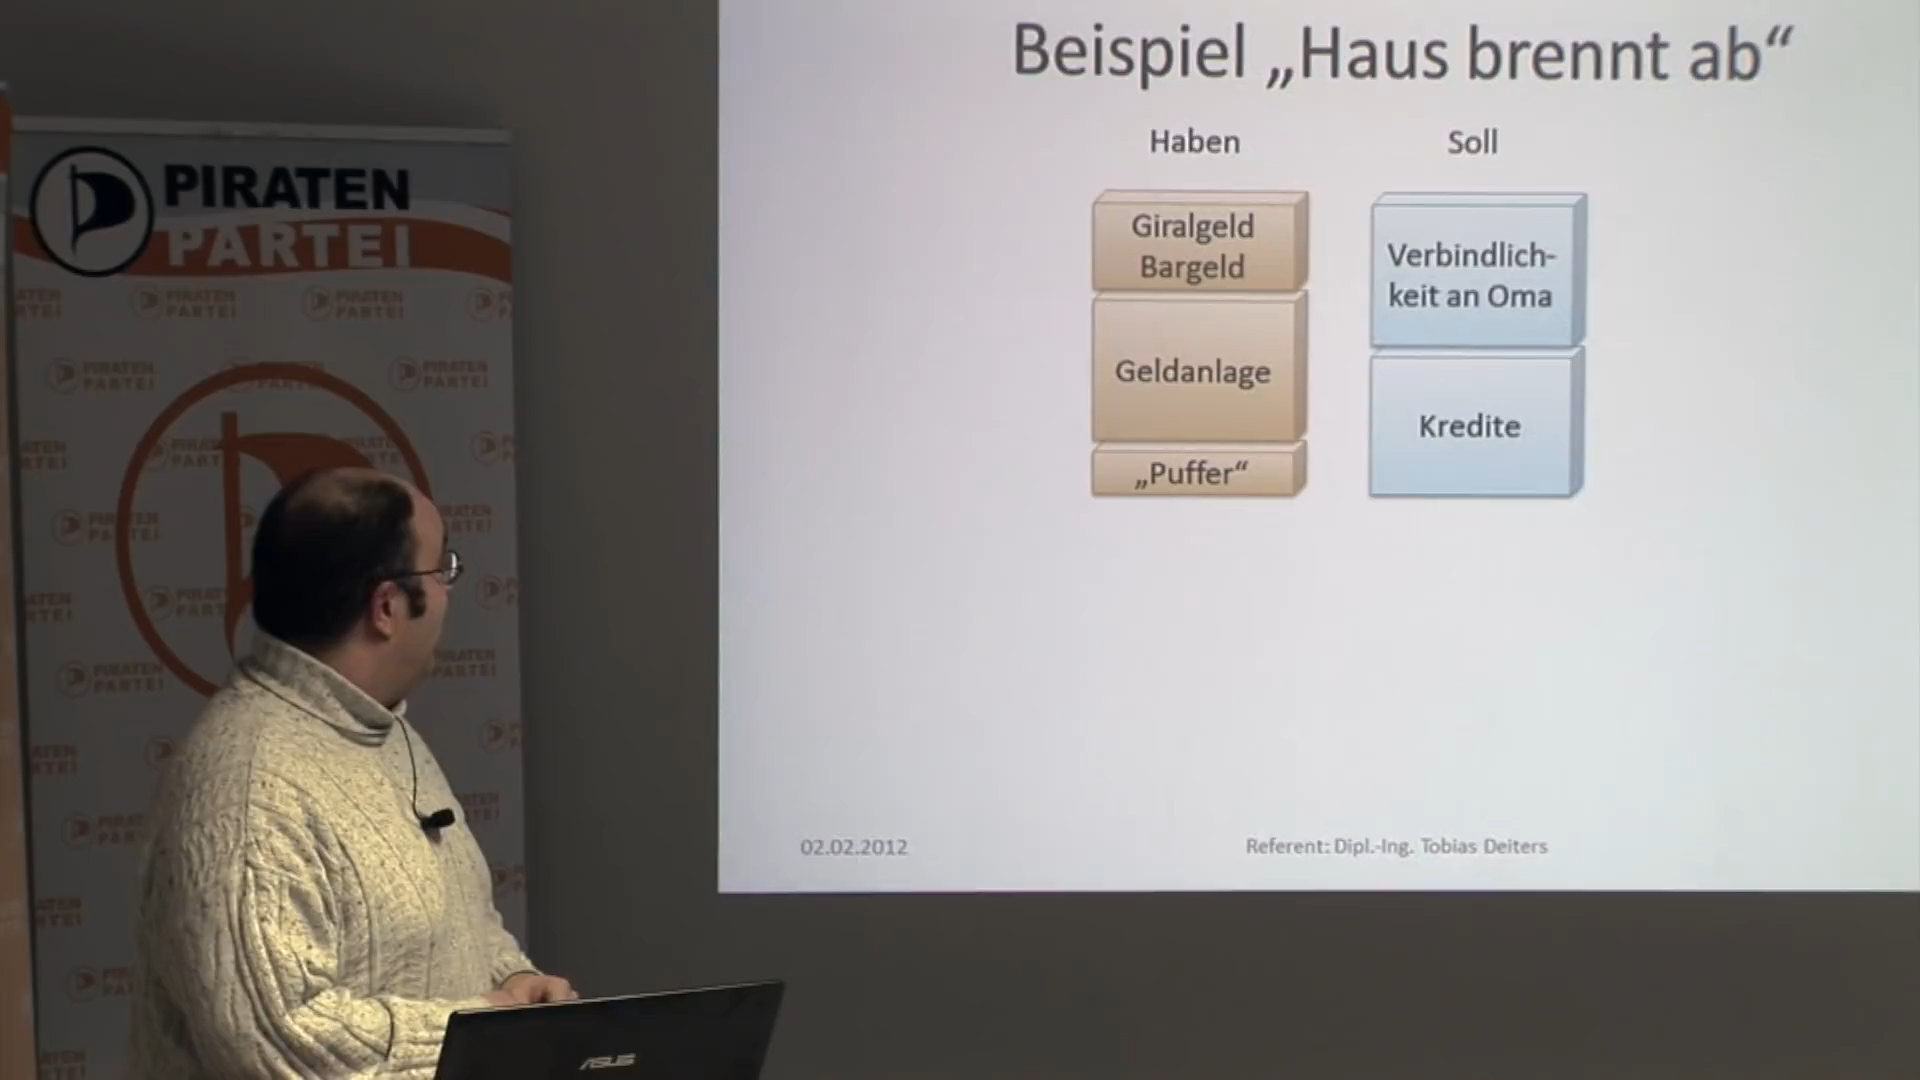 PIRATEN
PARTEI
Beispiel „Haus brennt ab“
Haben
Soll
Giralgeld
Bargeld
Geldanlage
„Puffer“
Verbindlich-
keit an Oma
Kredite
02.02.2012
Referent: Dipl.-Ing. Tobias Deiters
ASUS